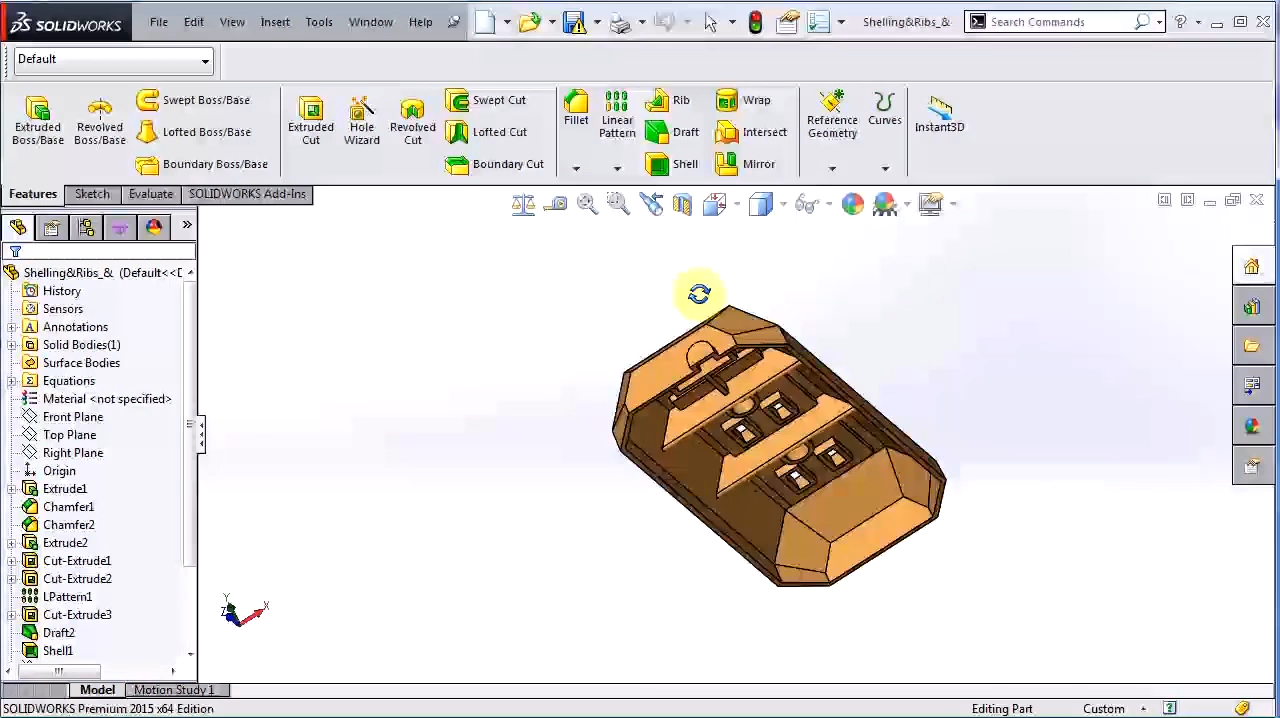 SOLIDWORKS File Edit View Insert Tools Window Help Shelling&Ribs_& Search Commands ?
Default
Extruded Boss/Base
Revolved Boss/Base
Swept Boss/Base
Lofted Boss/Base
Boundary Boss/Base
Extruded Cut
Hole Wizard
Revolved Cut
Swept Cut
Lofted Cut
Boundary Cut
Fillet
Linear Pattern
Rib
Draft
Shell
Wrap
Intersect
Mirror
Reference Geometry
Curves
Instant3D
Features Sketch Evaluate SOLIDWORKS Add-Ins
Shelling&Ribs_& (Default<<D
History
Sensors
Annotations
Solid Bodies(1)
Surface Bodies
Equations
Material <not specified>
Front Plane
Top Plane
Right Plane
Origin
Extrude1
Chamfer1
Chamfer2
Extrude2
Cut-Extrude1
Cut-Extrude2
LPattern1
Cut-Extrude3
Draft2
Shell1
Y
Z X
Model Motion Study 1
SOLIDWORKS Premium 2015 x64 Edition Editing Part Custom ?